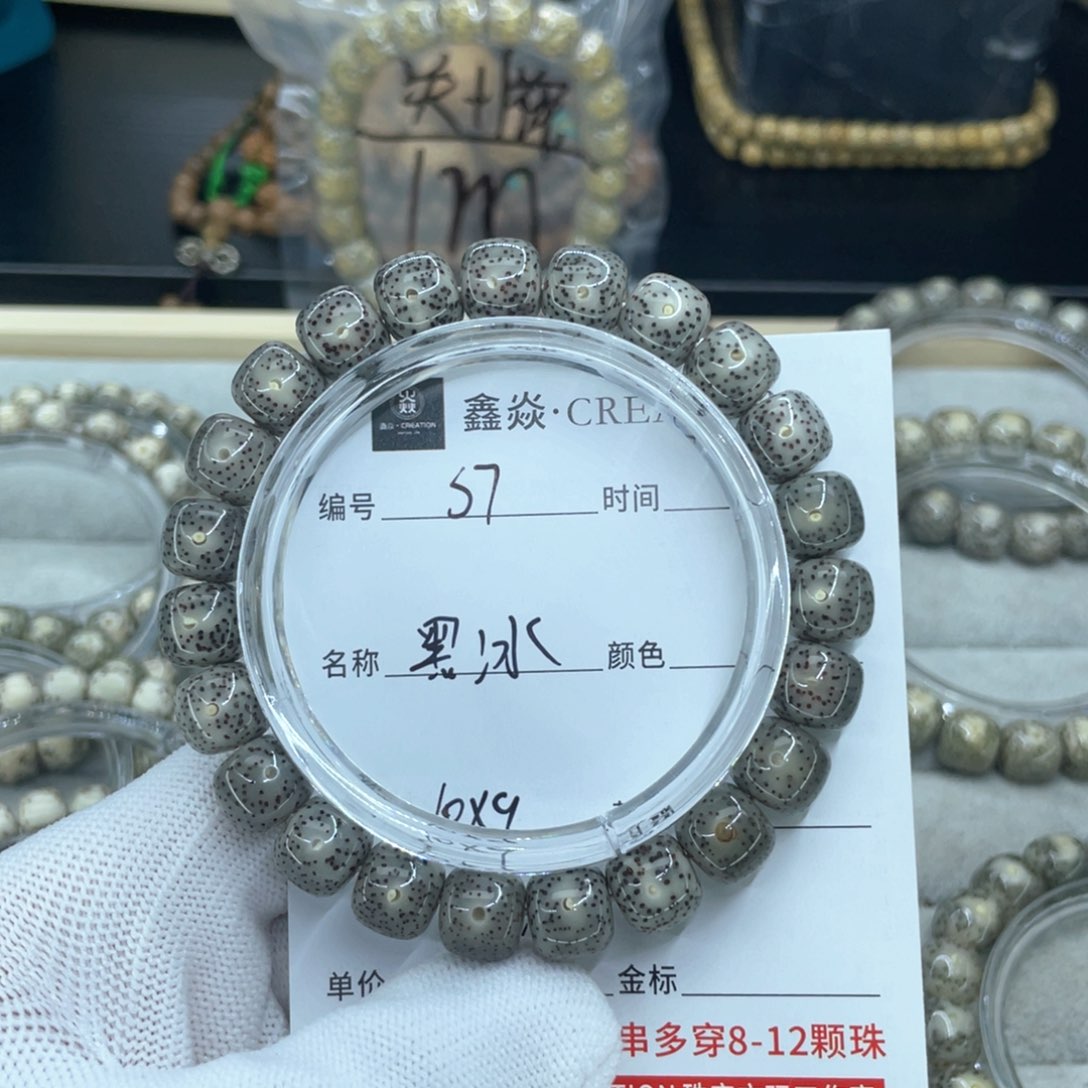 1m
鑫焱·CREA
鑫焱·CREATION
编号 57 时间
名称 黑冰 颜色
10x9
单价 金标
串多穿8-12颗珠